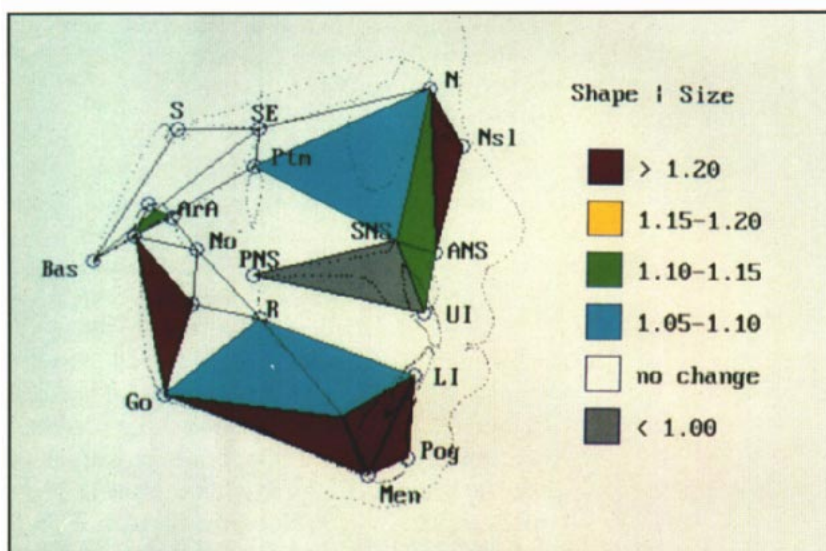 N
S
SE
Shape | Size
Nsl
Ptm
> 1.20
1.15-1.20
ArA
SNS
No
ANS
Bas
PNS
1.10-1.15
UI
R
1.05-1.10
LI
no change
Go
< 1.00
Pog
Men